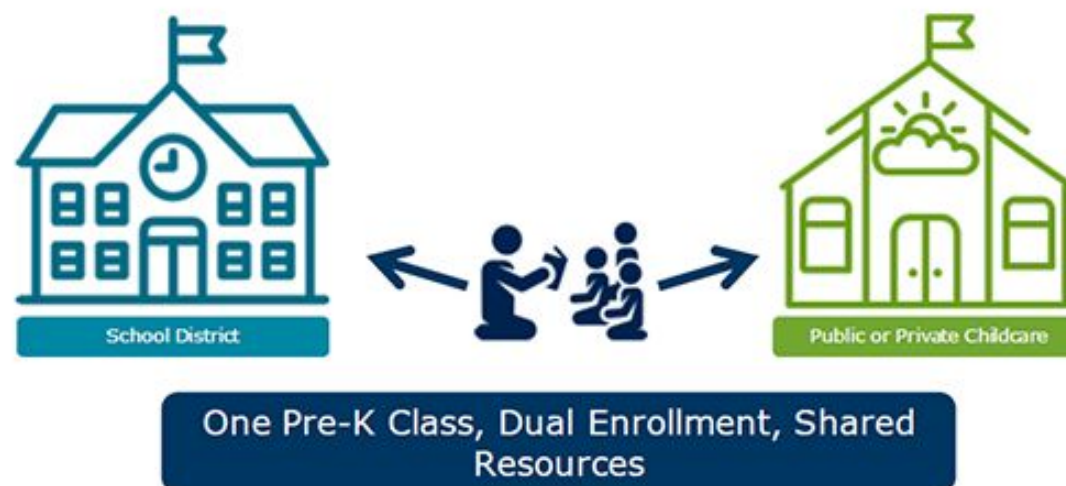 School District
Public or Private Childcare
One Pre-K Class, Dual Enrollment, Shared
Resources